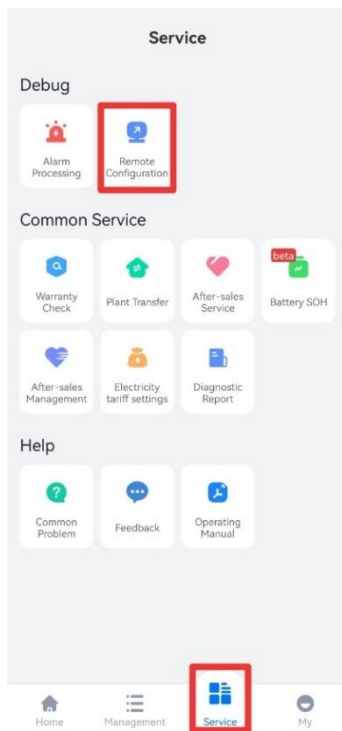 Service
Debug
Alarm
Processing
Remote
Configuration
Common Service
Warranty
Check
Plant Transfer
After-sales
Service
beta
Battery SOH
After-sales
Management
Electricity
tariff settings
Diagnostic
Report
Help
Common
Problem
Feedback
Operating
Manual
Home
Management
Service
My